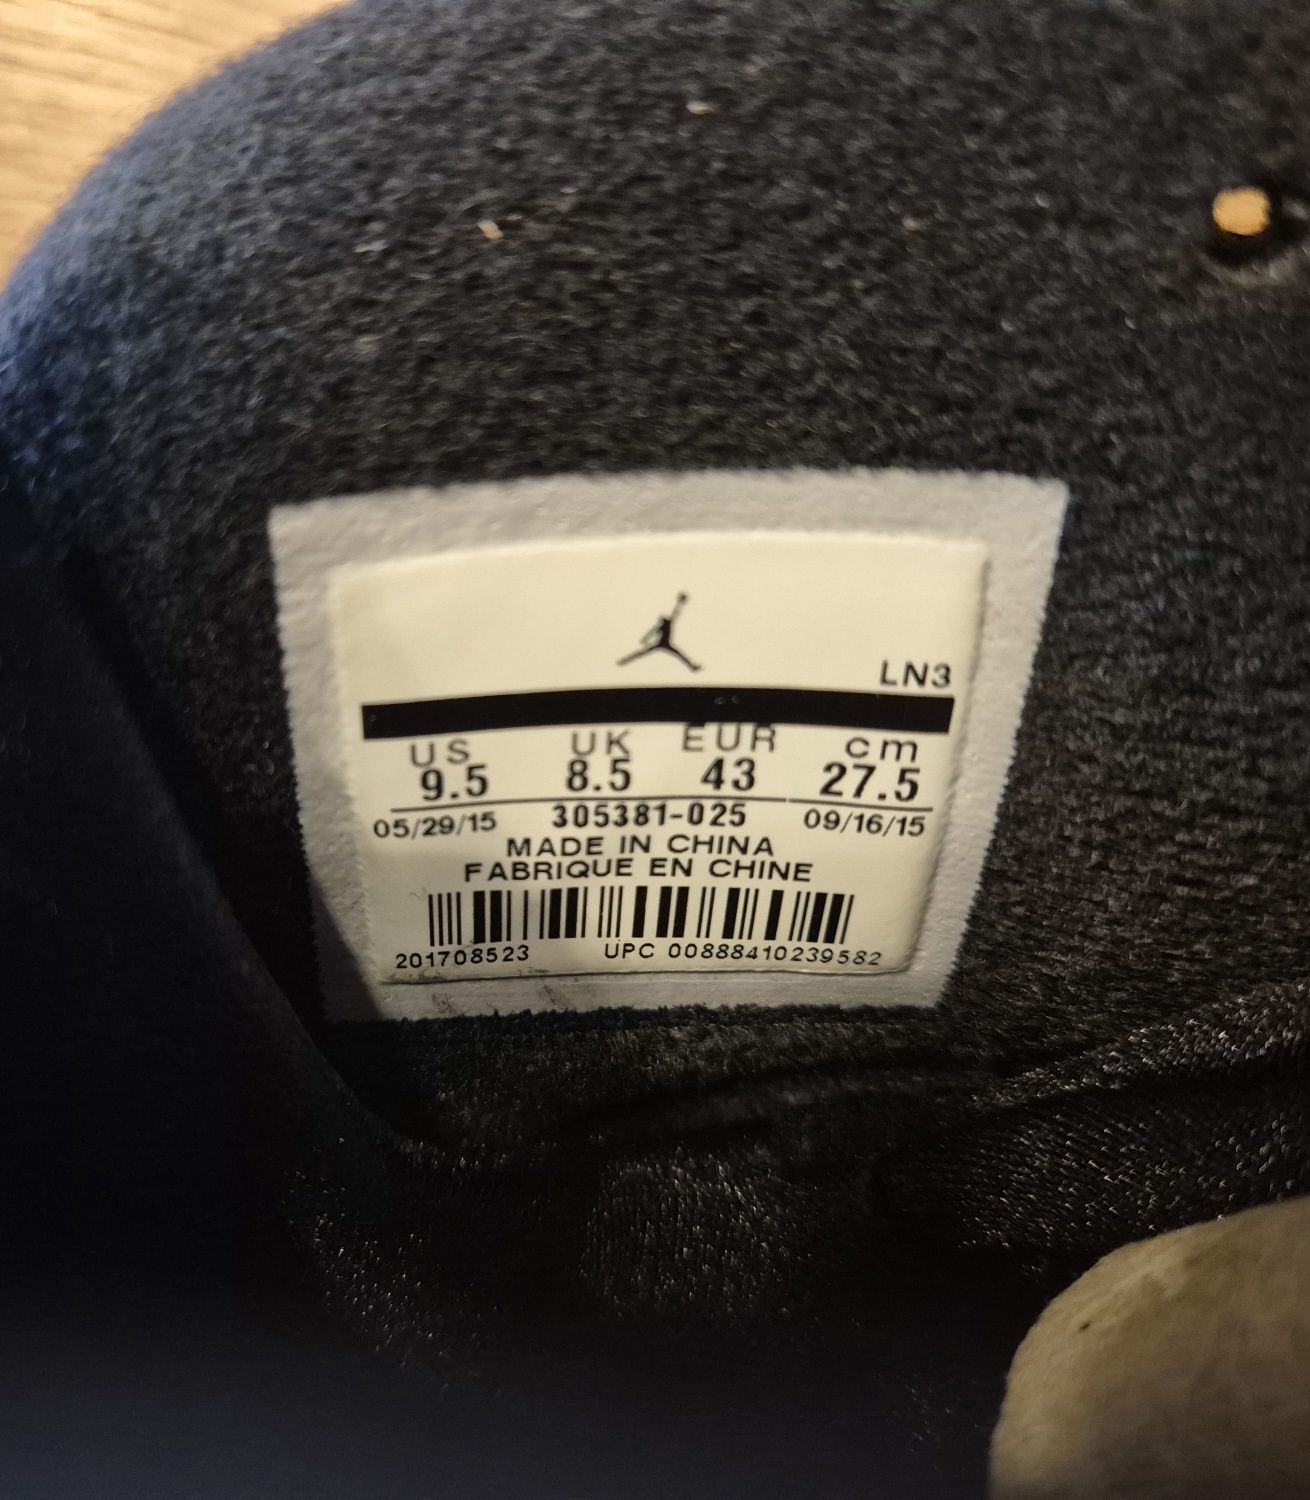 LN3
US UK EUR cm
9.5 8.5 43 27.5
05/29/15 305381-025 09/16/15
MADE IN CHINA
FABRIQUE EN CHINE
201708523 UPC 00888410239582